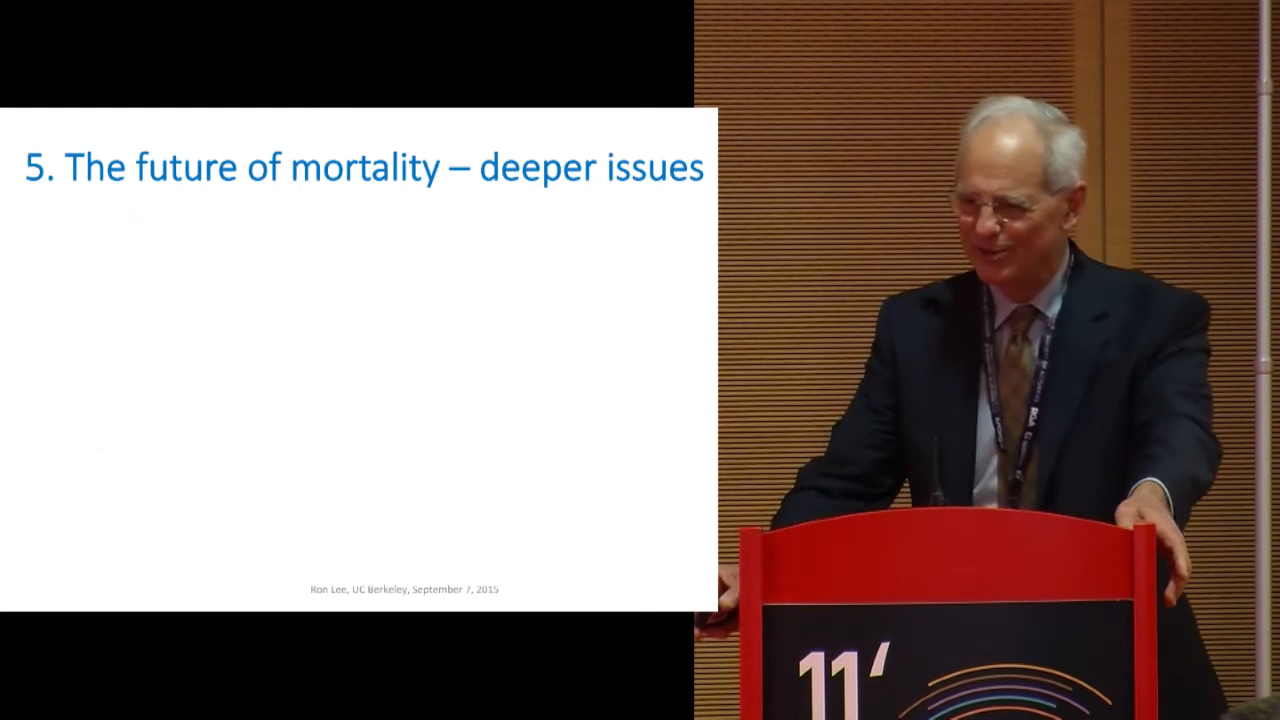 5. The future of mortality – deeper issues
Ron Lee, UC Berkeley, September 7, 2015
11'